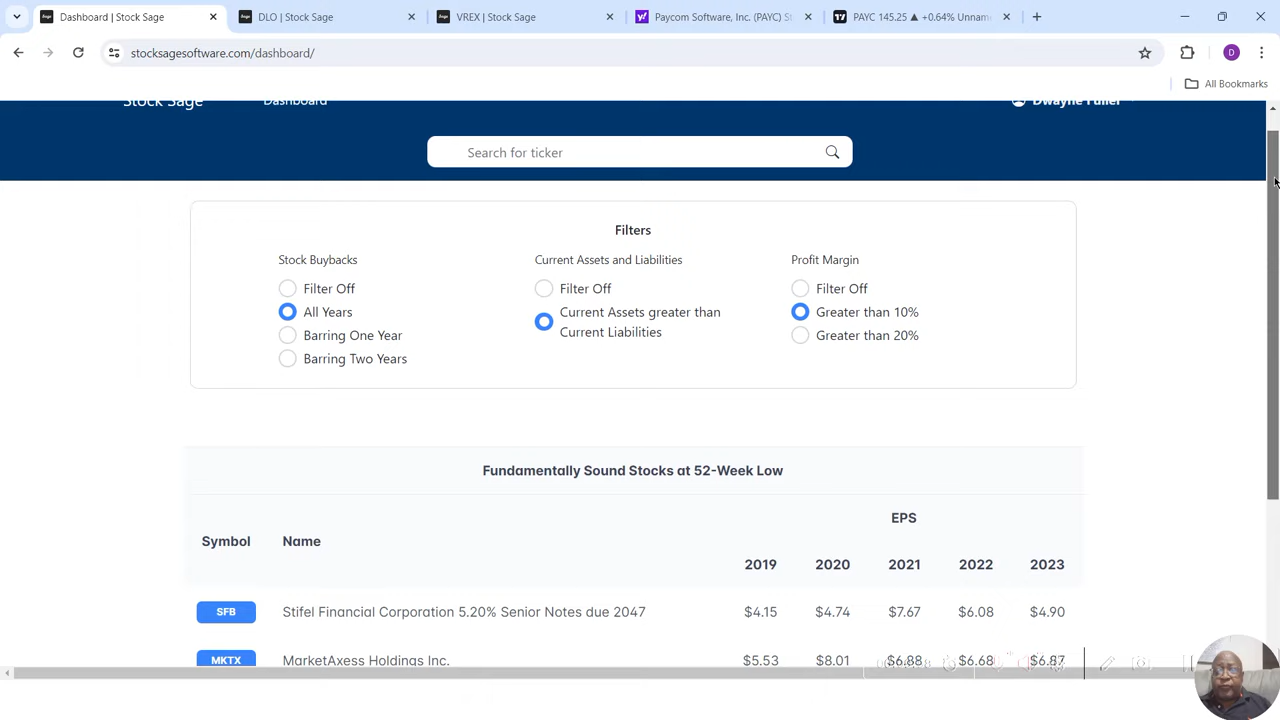 Dashboard | Stock Sage
DLO | Stock Sage
VREX | Stock Sage
Paycom Software, Inc. (PAYC) St
PAYC 145.25 ▲ +0.64% Unnam
stocksagesoftware.com/dashboard/
All Bookmarks
Stock Sage
Dashboard
Dwayne Fuller
Search for ticker
Filters
Stock Buybacks
Current Assets and Liabilities
Profit Margin
Filter Off
Filter Off
Filter Off
All Years
Current Assets greater than
Current Liabilities
Greater than 10%
Barring One Year
Greater than 20%
Barring Two Years
Fundamentally Sound Stocks at 52-Week Low
EPS
Symbol Name
2019 2020 2021 2022 2023
SFB Stifel Financial Corporation 5.20% Senior Notes due 2047 $4.15 $4.74 $7.67 $6.08 $4.90
MKTX MarketAxess Holdings Inc. $5.53 $8.01 $6.88 $6.68 $6.87